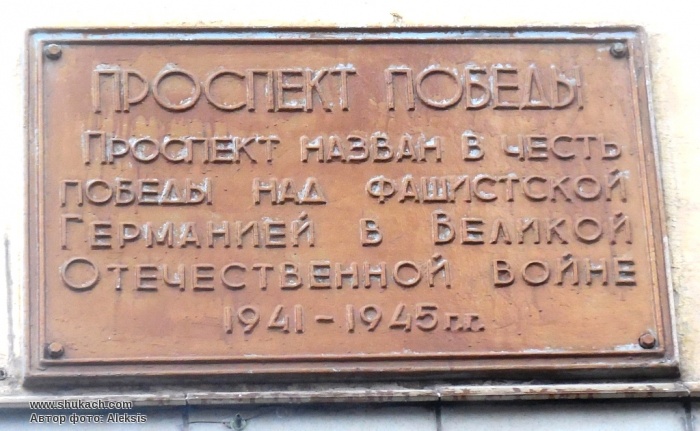 ПРОСПЕКТ ПОБЕДЫ
ПРОСПЕКТ НАЗВАН В ЧЕСТЬ
ПОБЕДЫ НАД ФАШИСТСКОЙ
ГЕРМАНИЕЙ В ВЕЛИКОЙ
ОТЕЧЕСТВЕННОЙ ВОЙНЕ
1941-1945 г.г.
www.shukach.com
Автор фото: Aleksis